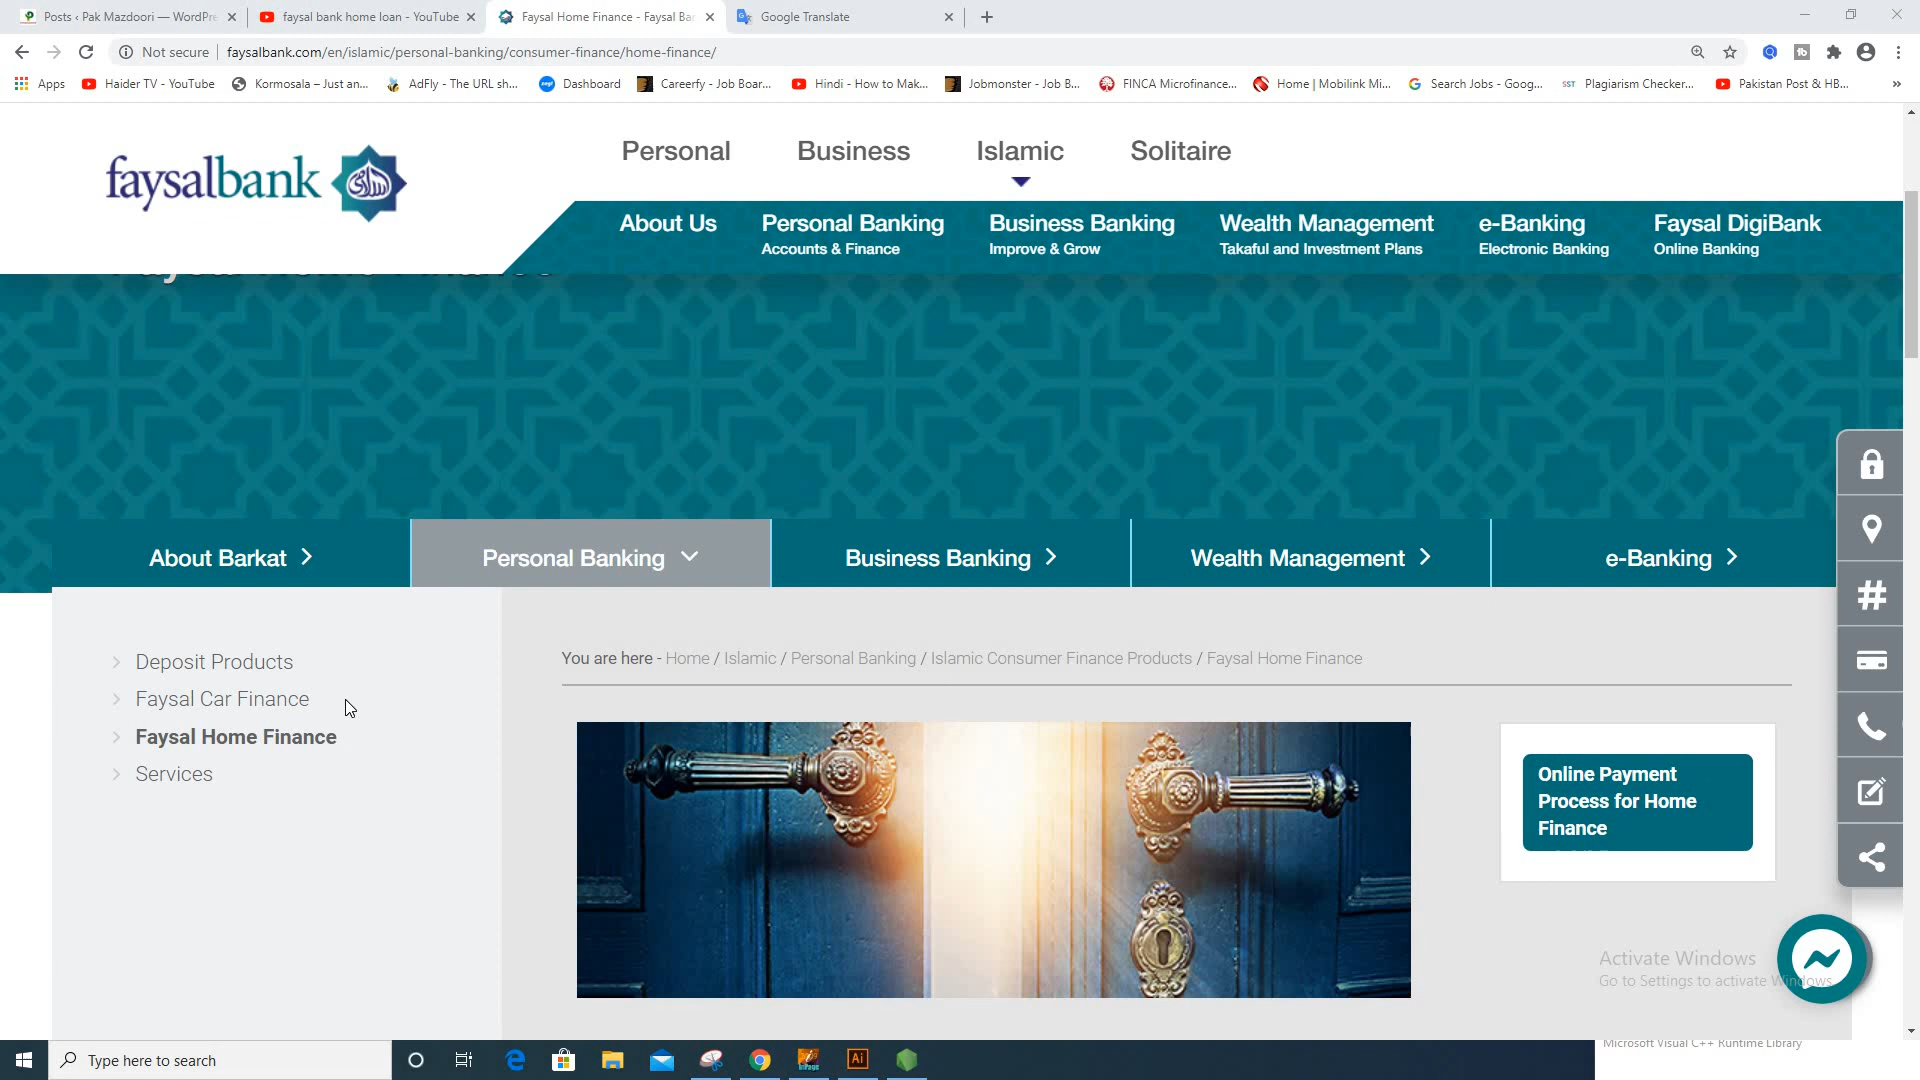 Posts ‹ Pak Mazdoori — WordPre
faysal bank home loan - YouTube
Faysal Home Finance - Faysal Ban
Google Translate
Not secure
faysalbank.com/en/islamic/personal-banking/consumer-finance/home-finance/
Apps
Haider TV - YouTube
Kormosala – Just an...
AdFly - The URL sh...
Dashboard
Careerfy - Job Boar...
Hindi - How to Mak...
Jobmonster - Job B...
FINCA Microfinance...
Home | Mobilink Mi...
Search Jobs - Goog...
SST Plagiarism Checker...
Pakistan Post & HB...
»
faysalbank
Personal
Business
Islamic
Solitaire
About Us
Personal Banking
Accounts & Finance
Business Banking
Improve & Grow
Wealth Management
Takaful and Investment Plans
e-Banking
Electronic Banking
Faysal DigiBank
Online Banking
Faysal Home Finance
About Barkat
Personal Banking
Business Banking
Wealth Management
e-Banking
Deposit Products
Faysal Car Finance
Faysal Home Finance
Services
You are here - Home / Islamic / Personal Banking / Islamic Consumer Finance Products / Faysal Home Finance
Online Payment
Process for Home
Finance
#
Activate Windows
Go to Settings to activate Windows.
Microsoft Visual C++ Runtime Library
Type here to search
InPage
Ai